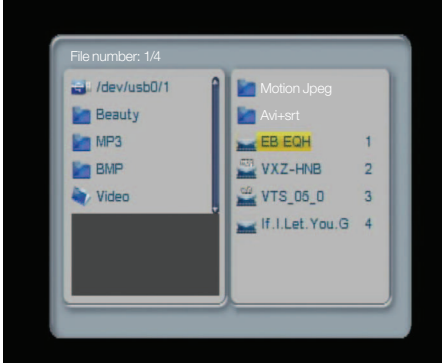 File number: 1/4
/dev/usb0/1
Beauty
MP3
BMP
Video
Motion Jpeg
Avi+srt
EB EQH 1
VXZ-HNB 2
VTS_05_0 3
If.I.Let.You.G 4